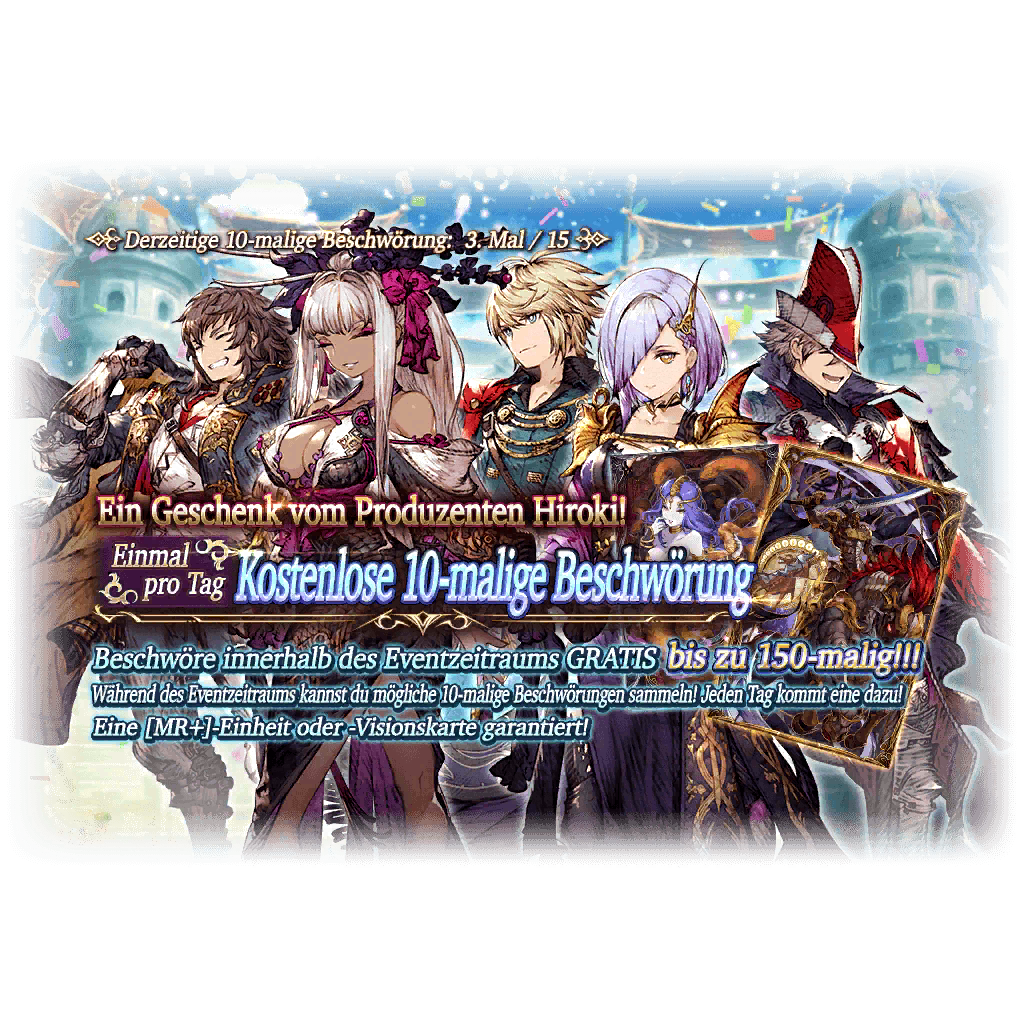 Derzeitige 10-malige Beschwörung: 3. Mal / 15
Ein Geschenk vom Produzenten Hiroki!
Einmal
pro Tag
Kostenlose 10-malige Beschwörung
Beschwöre innerhalb des Eventzeitraums GRATIS bis zu 150-malig!!!
Während des Eventzeitraums kannst du mögliche 10-malige Beschwörungen sammeln! Jeden Tag kommt eine dazu!
Eine [MR+]-Einheit oder -Visionskarte garantiert!